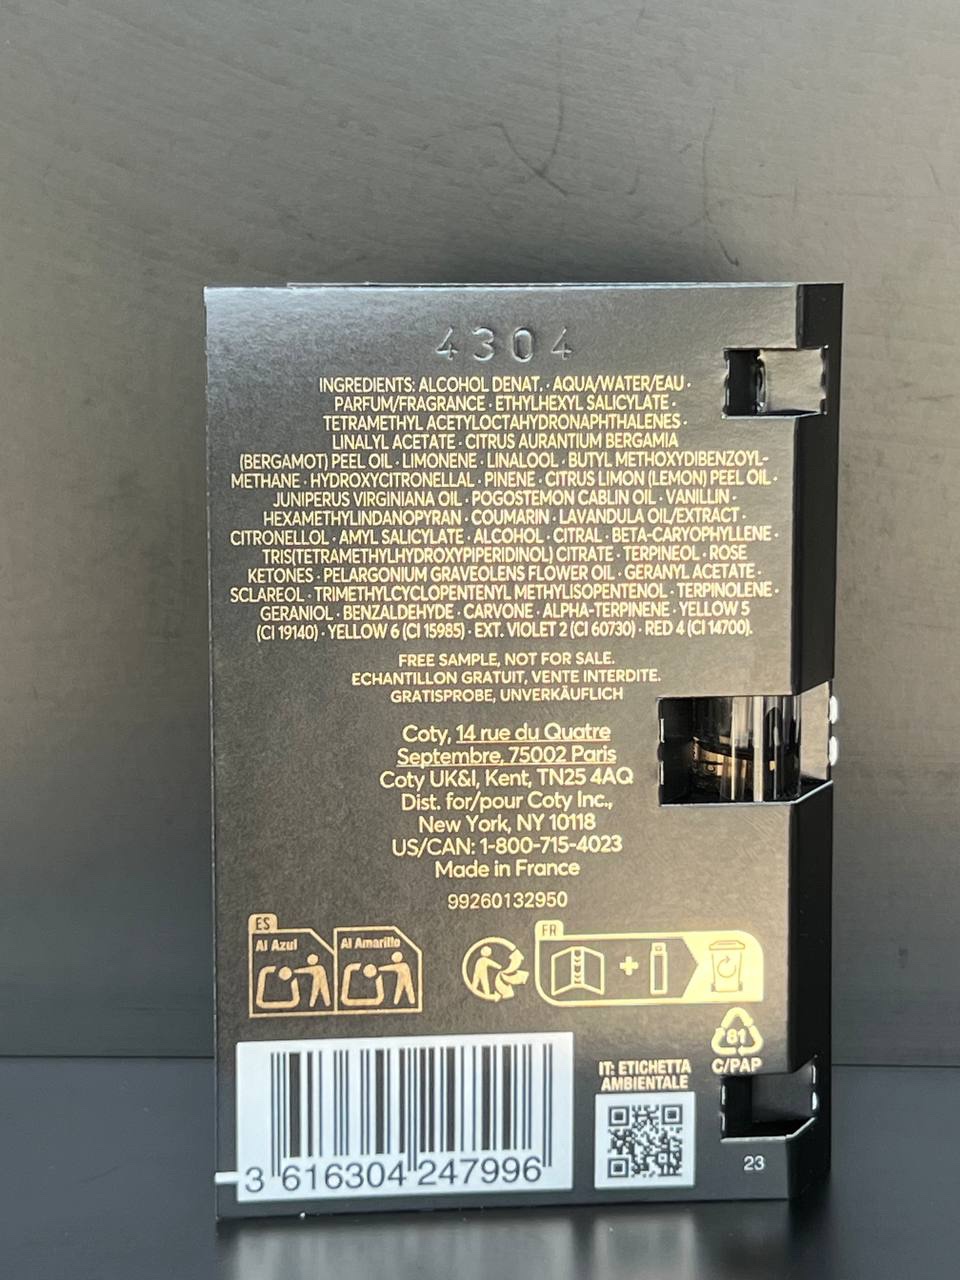 4304
INGREDIENTS: ALCOHOL DENAT. · AQUA/WATER/EAU ·
PARFUM/FRAGRANCE · ETHYLHEXYL SALICYLATE ·
TETRAMETHYL ACETYLOCTAHYDRONAPHTHALENES ·
LINALYL ACETATE · CITRUS AURANTIUM BERGAMIA
(BERGAMOT) PEEL OIL · LIMONENE · LINALOOL · BUTYL METHOXYDIBENZOYL-
METHANE · HYDROXYCITRONELLAL · PINENE · CITRUS LIMON (LEMON) PEEL OIL ·
JUNIPERUS VIRGINIANA OIL · POGOSTEMON CABLIN OIL · VANILLIN ·
HEXAMETHYLINDANOPYRAN · COUMARIN · LAVANDULA OIL/EXTRACT ·
CITRONELLOL · AMYL SALICYLATE · ALCOHOL · CITRAL · BETA-CARYOPHYLLENE ·
TRIS(TETRAMETHYLHYDROXYPIPERIDINOL) CITRATE · TERPINEOL · ROSE
KETONES · PELARGONIUM GRAVEOLENS FLOWER OIL · GERANYL ACETATE ·
SCLAREOL · TRIMETHYLCYCLOPENTENYL METHYLISOPENTENOL · TERPINOLENE ·
GERANIOL · BENZALDEHYDE · CARVONE · ALPHA-TERPINENE · YELLOW 5
(CI 19140) · YELLOW 6 (CI 15985) · EXT. VIOLET 2 (CI 60730) · RED 4 (CI 14700).
FREE SAMPLE, NOT FOR SALE.
ECHANTILLON GRATUIT, VENTE INTERDITE.
GRATISPROBE, UNVERKÄUFLICH
Coty, 14 rue du Quatre
Septembre, 75002 Paris
Coty UK&I, Kent, TN25 4AQ
Dist. for/pour Coty Inc.,
New York, NY 10118
US/CAN: 1-800-715-4023
Made in France
99260132950
ES
Al Azul
Al Amarillo
FR
81
C/PAP
IT: ETICHETTA
AMBIENTALE
3 616304 247996
23